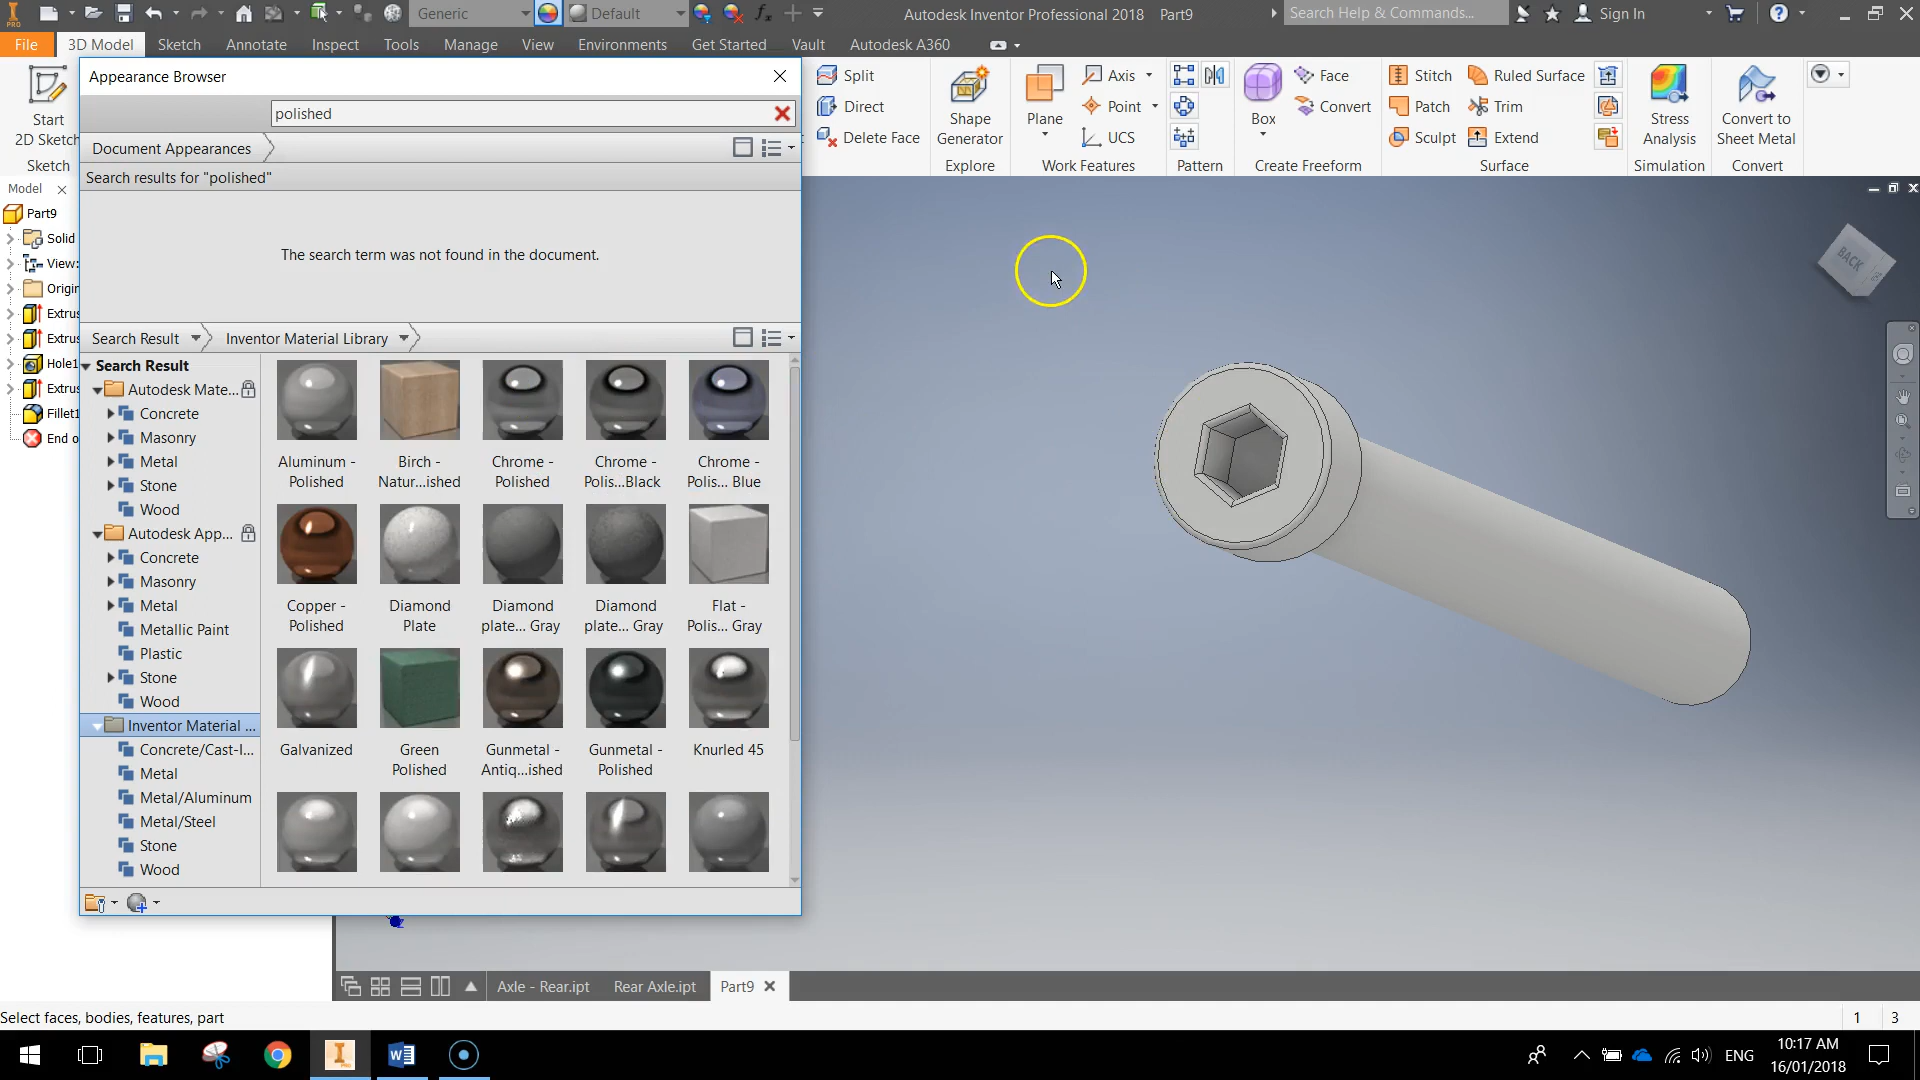 PRO
Generic
Default
fx
Autodesk Inventor Professional 2018 Part9
Search Help & Commands...
Sign In
File
3D Model
Sketch
Annotate
Inspect
Tools
Manage
View
Environments
Get Started
Vault
Autodesk A360
Start
2D Sketch
Sketch
Split
Direct
Delete Face
Shape
Generator
Explore
Plane
Axis
Point
UCS
Work Features
Pattern
Box
Face
Convert
Create Freeform
Stitch
Patch
Sculpt
Ruled Surface
Trim
Extend
Surface
Stress
Analysis
Simulation
Convert to
Sheet Metal
Convert
Model
Part9
Solid
View:
Origin
Extrus
Extrus
Hole1
Extrus
Fillet1
End o
Appearance Browser
polished
Document Appearances
Search results for "polished"
The search term was not found in the document.
Search Result
Inventor Material Library
Search Result
Autodesk Mate...
Concrete
Masonry
Metal
Stone
Wood
Autodesk App...
Concrete
Masonry
Metal
Metallic Paint
Plastic
Stone
Wood
Inventor Material ...
Concrete/Cast-I...
Metal
Metal/Aluminum
Metal/Steel
Stone
Wood
Aluminum -
Polished
Birch -
Natur...ished
Chrome -
Polished
Chrome -
Polis...Black
Chrome -
Polis... Blue
Copper -
Polished
Diamond
Plate
Diamond
plate... Gray
Diamond
plate... Gray
Flat -
Polis... Gray
Galvanized
Green
Polished
Gunmetal -
Antiq...ished
Gunmetal -
Polished
Knurled 45
BACK
Axle - Rear.ipt
Rear Axle.ipt
Part9
Select faces, bodies, features, part
1
3
ENG
10:17 AM
16/01/2018